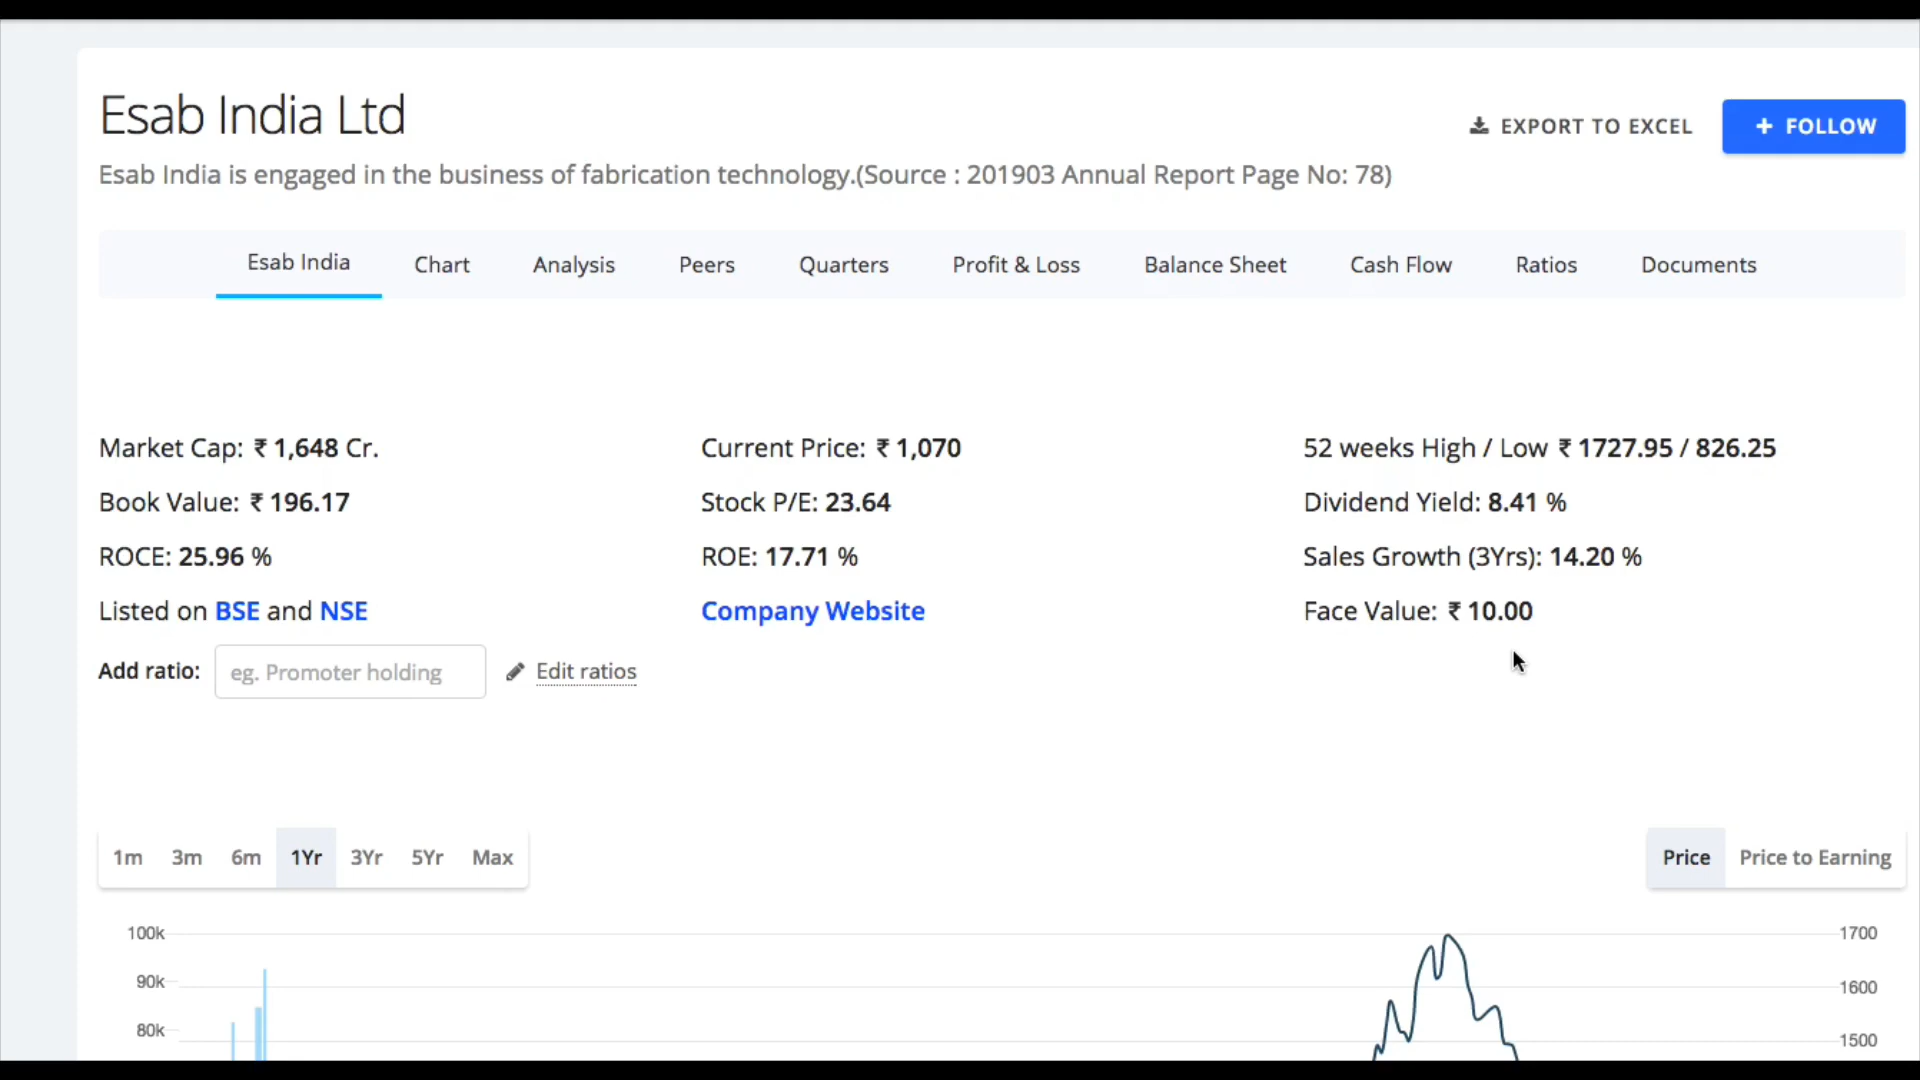 Esab India Ltd
EXPORT TO EXCEL
+ FOLLOW
Esab India is engaged in the business of fabrication technology.(Source : 201903 Annual Report Page No: 78)
Esab India Chart Analysis Peers Quarters Profit & Loss Balance Sheet Cash Flow Ratios Documents
Market Cap: ₹ 1,648 Cr. Current Price: ₹ 1,070 52 weeks High / Low ₹ 1727.95 / 826.25
Book Value: ₹ 196.17 Stock P/E: 23.64 Dividend Yield: 8.41 %
ROCE: 25.96 % ROE: 17.71 % Sales Growth (3Yrs): 14.20 %
Listed on BSE and NSE Company Website Face Value: ₹ 10.00
Add ratio: eg. Promoter holding Edit ratios
1m 3m 6m 1Yr 3Yr 5Yr Max Price Price to Earning
100k 1700
90k 1600
80k 1500